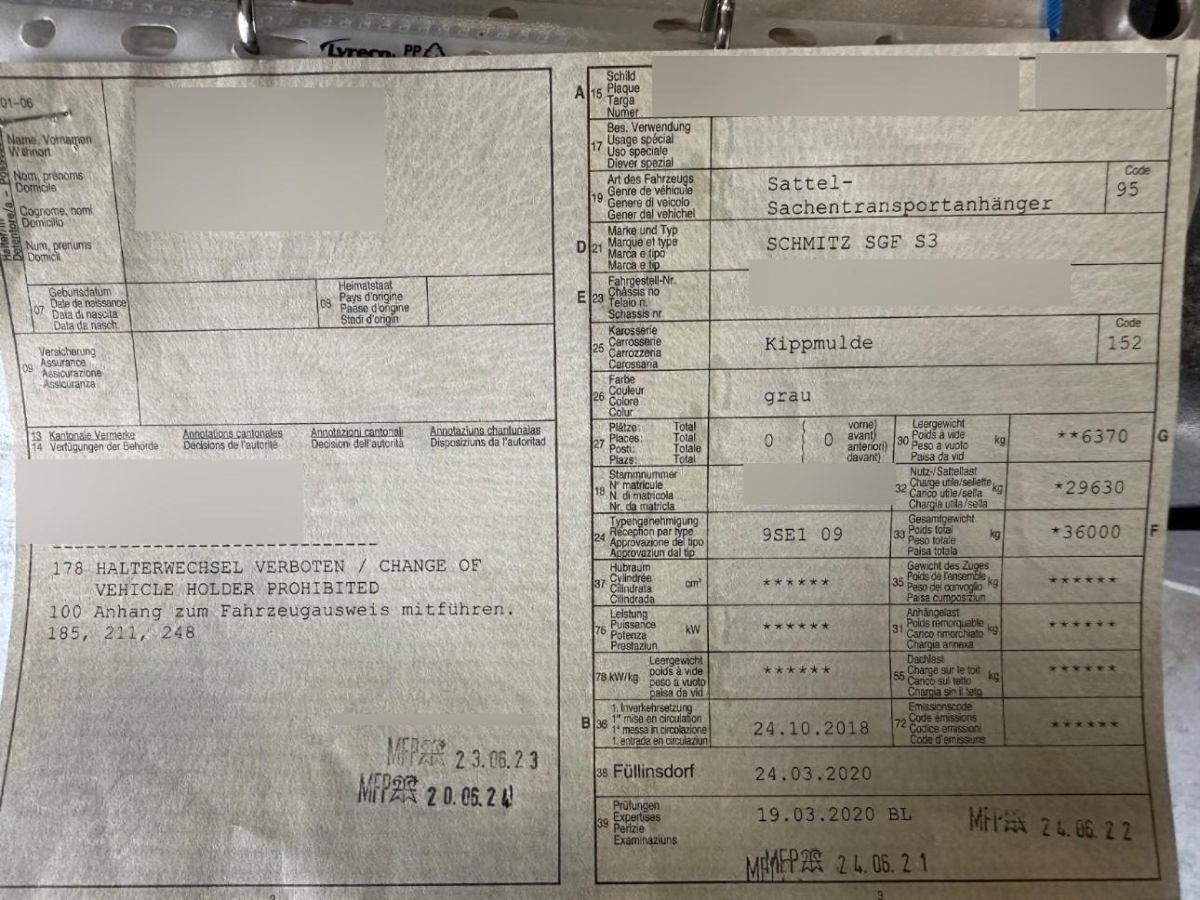 Lyreco. PP
01-06
Name, Vornamen
Wohnort
Nom, prénoms
Domicile
Cognome, nomi
Domicilio
Num, prenums
Domicil
07
Geburtsdatum
Date de naissance
Data di nascita
Data da nasch.
08
Heimatstaat
Pays d'origine
Paese d'origine
Stadi d'origin
09
Versicherung
Assurance
Assicurazione
Assicuranza
13 Kantonale Vermerke Annotations cantonales Annotazioni cantonali Annotaziuns chantunalas
14 Verfügungen der Behörde Décisions de l'autorité Decisioni dell'autorità Disposiziuns da l'autoritad
178 HALTERWECHSEL VERBOTEN / CHANGE OF
VEHICLE HOLDER PROHIBITED
100 Anhang zum Fahrzeugausweis mitführen.
185, 211, 248
MFP 23.06.23
MFP 20.06.24
A 15
Schild
Plaque
Targa
Numer
17
Bes. Verwendung
Usage spécial
Uso speciale
Diever spezial
19
Art des Fahrzeugs
Genre de véhicule
Genere di veicolo
Gener dal vehichel
Sattel-
Sachentransportanhänger
Code
95
D 21
Marke und Typ
Marque et type
Marca e tipo
Marca e tip
SCHMITZ SGF S3
E 23
Fahrgestell-Nr.
Châssis no
Telaio n.
Schassis nr.
25
Karosserie
Carrosserie
Carrozzeria
Carossaria
Kippmulde
Code
152
26
Farbe
Couleur
Colore
Colur
grau
27
Plätze: Total
Places: Total
Posti: Totale
Plazs: Total
0 ( 0
vorne)
avant)
anteriori)
davant)
30
Leergewicht
Poids à vide
Peso a vuoto
Paisa da vid
kg
**6370 G
18
Stammnummer
N° matricule
N. di matricola
Nr. da matricla
32
Nutz-/Sattellast
Charge utile/sellette
Carico utile/sella
Chargia utila/sella
kg
*29630
24
Typengenehmigung
Réception par type
Approvazione del tipo
Approvaziun dal tip
9SE1 09
33
Gesamtgewicht
Poids total
Peso totale
Paisa totala
kg
*36000 F
37
Hubraum
Cylindrée
Cilindrata
Cilindrada
cm³
******
35
Gewicht des Zuges
Poids de l'ensemble
Peso del convoglio
Paisa cumposiziun
kg
******
76
Leistung
Puissance
Potenza
Prestaziun
kW
******
31
Anhängelast
Poids remorquable
Carico rimorchiato
Chargia annexa
kg
******
78 kW/kg
Leergewicht
poids à vide
peso a vuoto
paisa da vid
******
55
Dachlast
Charge sur le toit
Carico sul tetto
Chargia sin il tetg
kg
******
B 36
1. Inverkehrsetzung
1re mise en circulation
1a messa in circolazione
1. entrada en circulaziun
24.10.2018
72
Emissionscode
Code émissions
Codice emissioni
Code d'emissiuns
******
38 Füllinsdorf 24.03.2020
39
Prüfungen
Expertises
Perizie
Examinaziuns
19.03.2020 BL
MFP 24.06.22
MFP 24.06.21
2
3